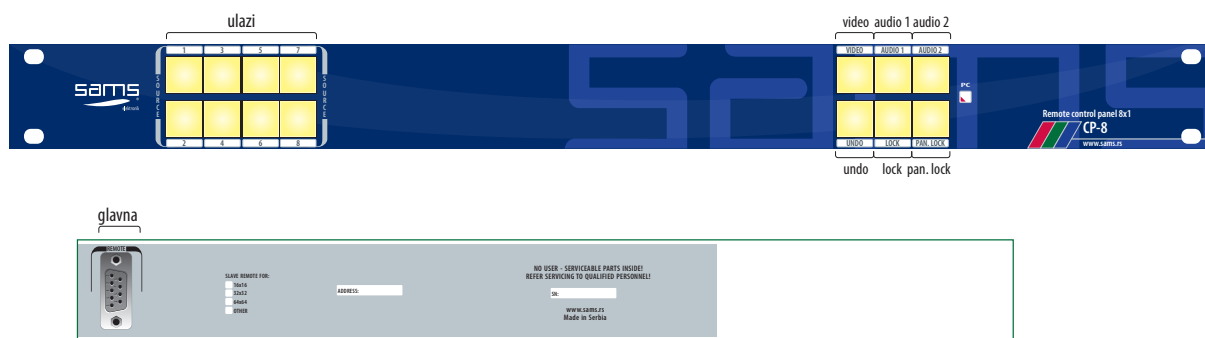 ulazi
video audio 1 audio 2
1 3 5 7
VIDEO AUDIO 1 AUDIO 2
SOURCE
SOURCE
sams
PC
Remote control panel 8x1
CP-8
www.sams.rs
2 4 6 8
UNDO LOCK PAN. LOCK
undo lock pan. lock
glavna
REMOTE
SLAVE REMOTE FOR:
16x16
32x32
64x64
OTHER
ADDRESS:
NO USER - SERVICEABLE PARTS INSIDE!
REFER SERVICING TO QUALIFIED PERSONNEL!
SN:
www.sams.rs
Made in Serbia